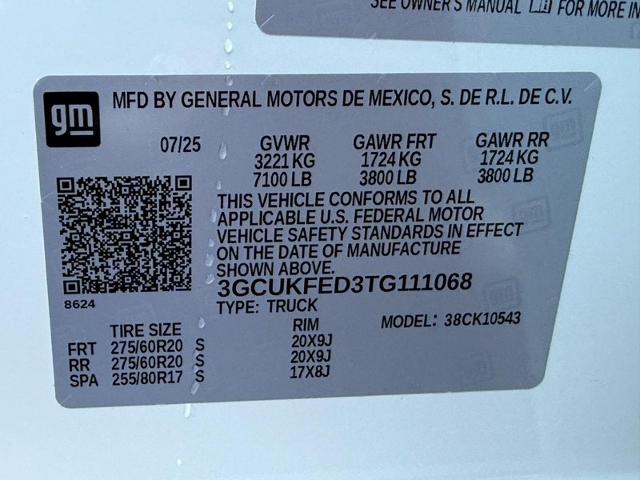 SEE OWNER'S MANUAL FOR MORE IN
gm
MFD BY GENERAL MOTORS DE MEXICO, S. DE R.L. DE C.V.
07/25 GVWR GAWR FRT GAWR RR
3221 KG 1724 KG 1724 KG
7100 LB 3800 LB 3800 LB
THIS VEHICLE CONFORMS TO ALL
APPLICABLE U.S. FEDERAL MOTOR
VEHICLE SAFETY STANDARDS IN EFFECT
ON THE DATE OF MANUFACTURE
3GCUKFED3TG111068
8624
TYPE: TRUCK
TIRE SIZE RIM MODEL: 38CK10543
FRT 275/60R20 S 20X9J
RR 275/60R20 S 20X9J
SPA 255/80R17 S 17X8J